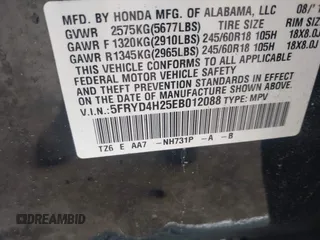 MFD. BY HONDA MFG. OF ALABAMA, LLC 08/
GVWR 2575KG(5677LBS) TIRE SIZE RIM SI
GAWR F 1320KG(2910LBS) 245/60R18 105H 18X8.0J
GAWR R1345KG(2965LBS) 245/60R18 105H 18X8.0J
THIS VEHICLE CONFORMS TO ALL APPLICABLE
FEDERAL MOTOR VEHICLE SAFETY AND
THEFT PREVENTION STANDARDS IN EFFECT ON
THE DATE OF MANUFACTURE SHOWN ABOVE.
V.I.N.:5FRYD4H25EB012088 TYPE:MPV
TZ6 E AA7 -NH731P -A -B
DREAMBID